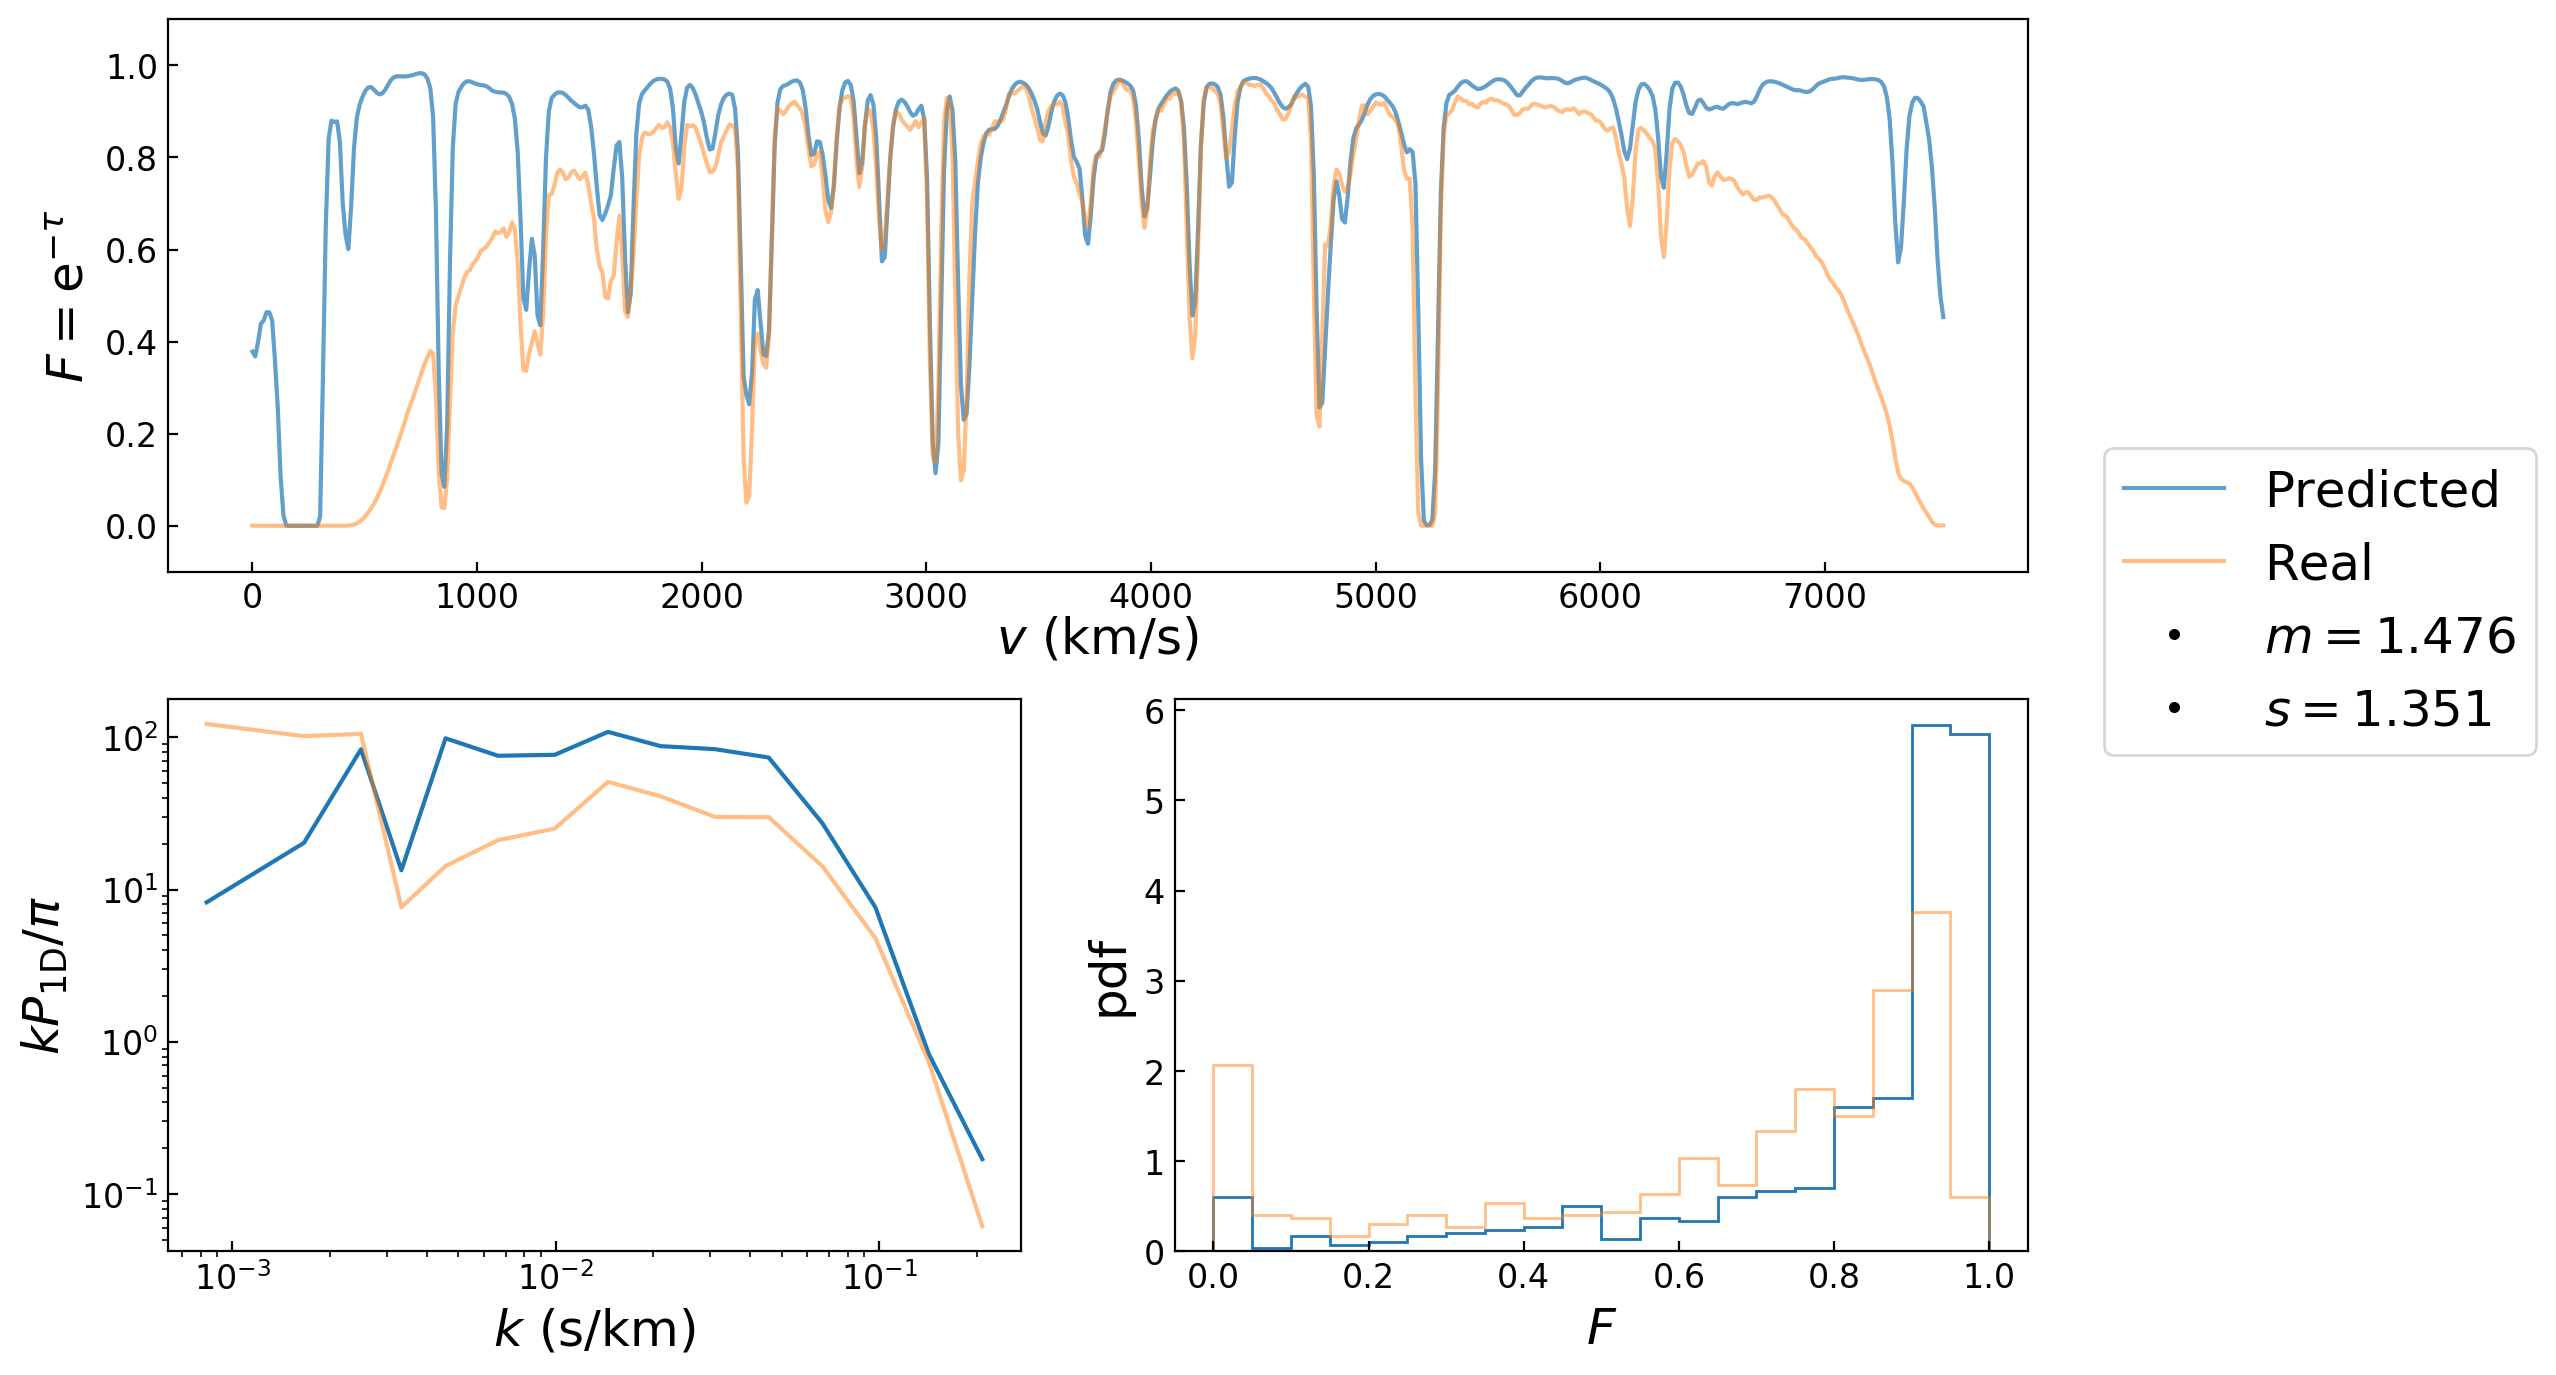 1.0
0.8
0.6
0.4
0.2
0.0
F = e^{-τ}
0 1000 2000 3000 4000 5000 6000 7000
v (km/s)
Predicted
Real
m = 1.476
s = 1.351
10^2
10^1
10^0
10^{-1}
kP_{1D}/π
10^{-3} 10^{-2} 10^{-1}
k (s/km)
6
5
4
3
2
1
0
pdf
0.0 0.2 0.4 0.6 0.8 1.0
F